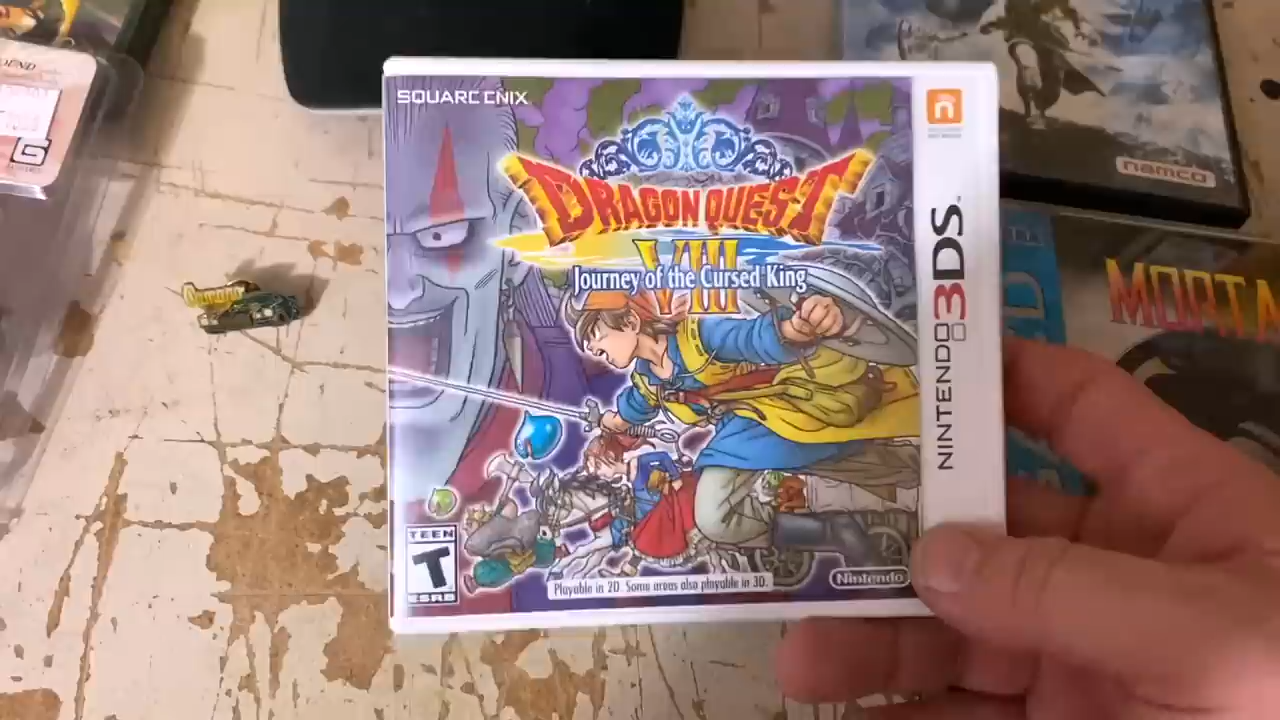 SQUARE ENIX
DRAGON QUEST
VIII
Journey of the Cursed King
TEEN
T
ESRB
Playable in 2D. Some areas also playable in 3D.
Nintendo
NINTENDO 3DS
namco
MORTA